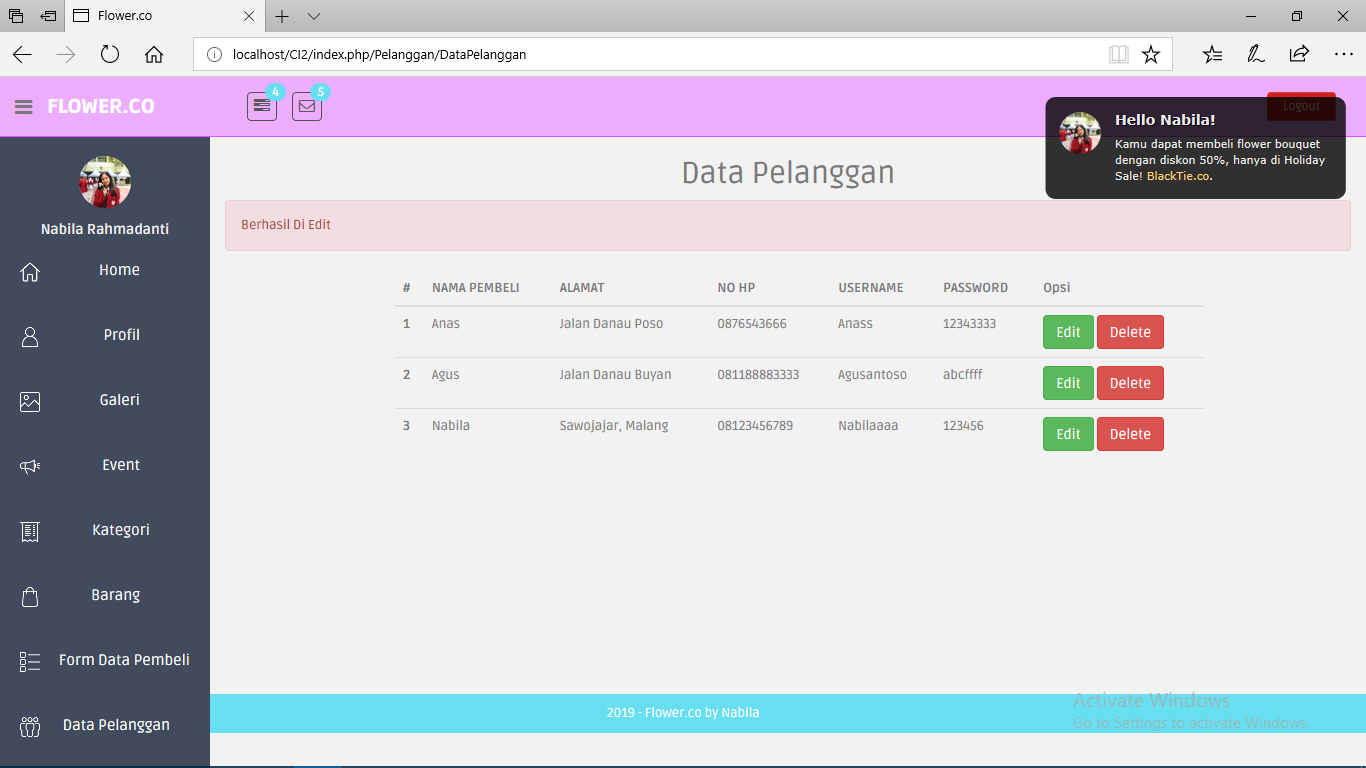 Flower.co
localhost/CI2/index.php/Pelanggan/DataPelanggan
FLOWER.CO
4
5
Logout
Hello Nabila!
Kamu dapat membeli flower bouquet
dengan diskon 50%, hanya di Holiday
Sale! BlackTie.co.
Nabila Rahmadanti
Home
Profil
Galeri
Event
Kategori
Barang
Form Data Pembeli
Data Pelanggan
Data Pelanggan
Berhasil Di Edit
# NAMA PEMBELI ALAMAT NO HP USERNAME PASSWORD Opsi
1 Anas Jalan Danau Poso 0876543666 Anass 12343333 Edit Delete
2 Agus Jalan Danau Buyan 081188883333 Agusantoso abcffff Edit Delete
3 Nabila Sawojajar, Malang 08123456789 Nabilaaaa 123456 Edit Delete
2019 - Flower.co by Nabila
Activate Windows
Go to Settings to activate Windows.